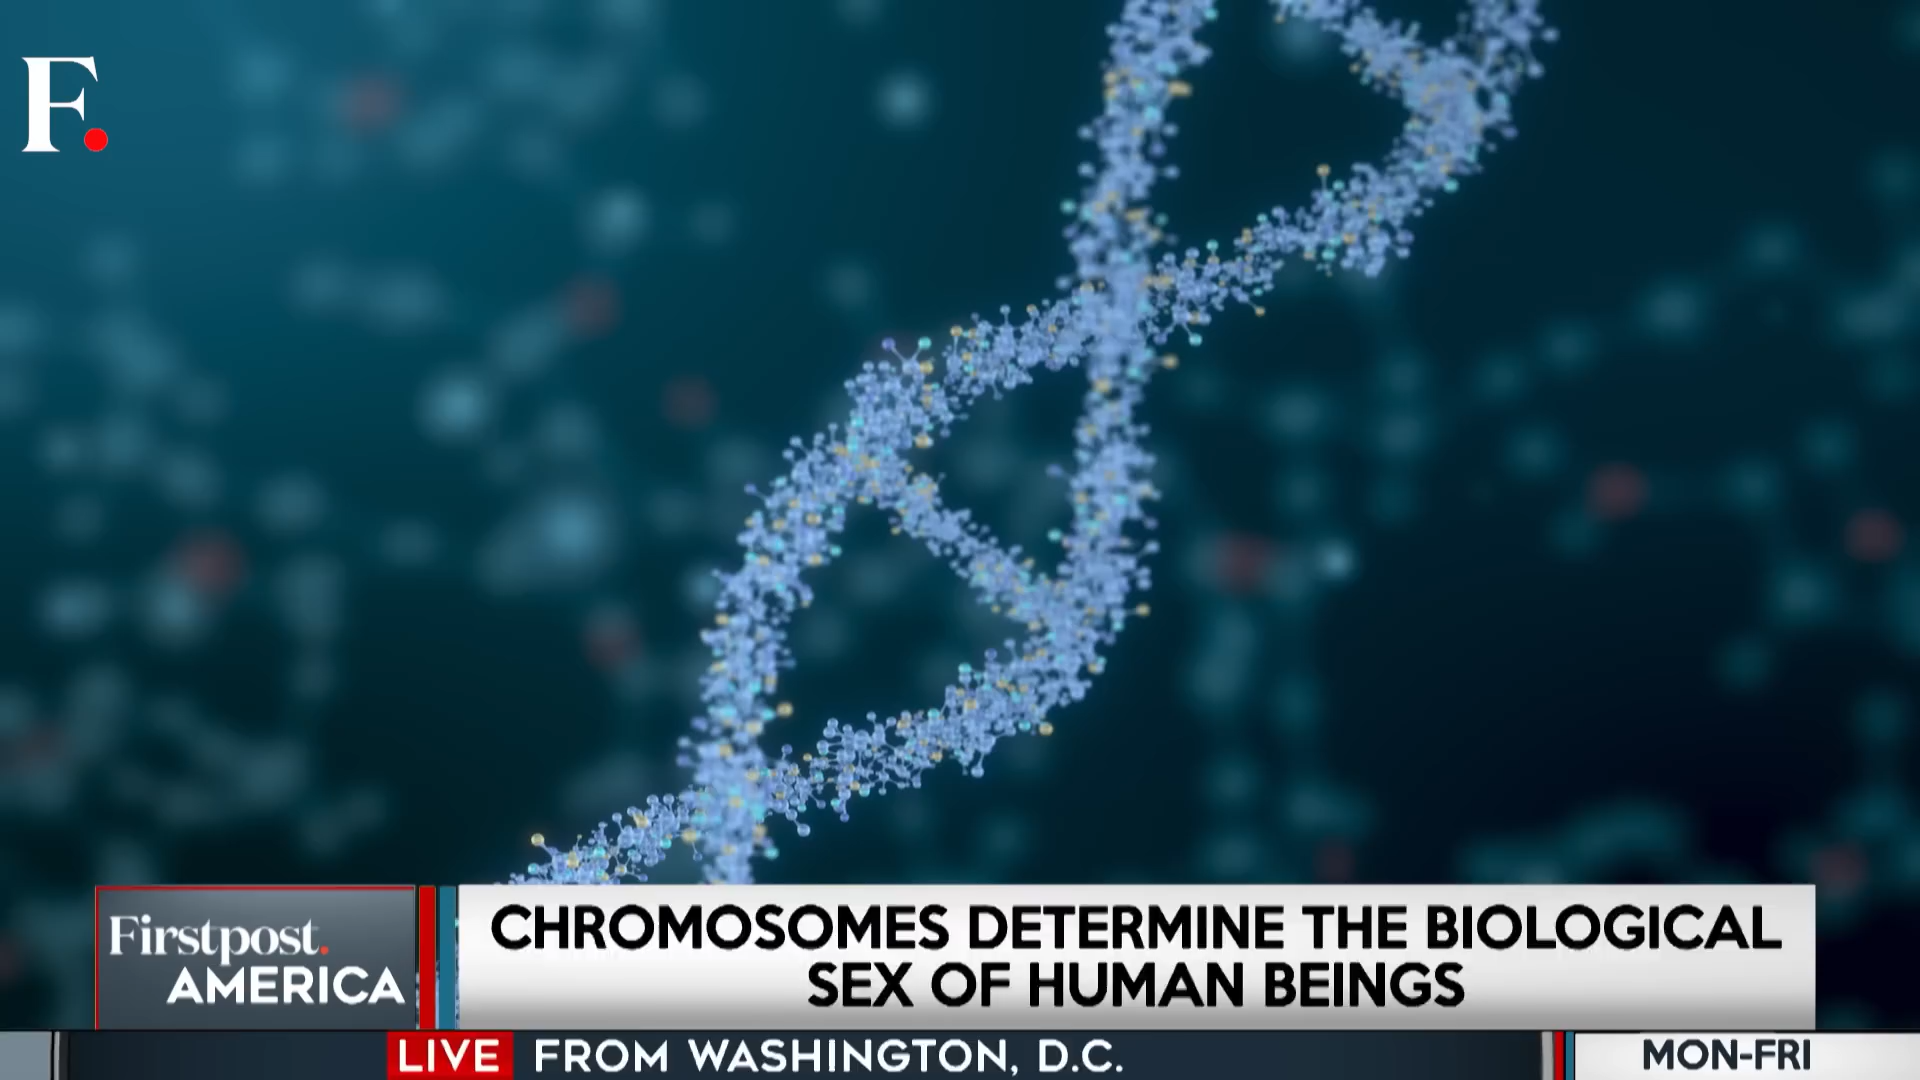 F.
Firstpost.
AMERICA
CHROMOSOMES DETERMINE THE BIOLOGICAL
SEX OF HUMAN BEINGS
LIVE FROM WASHINGTON, D.C.
MON-FRI